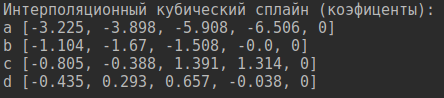 Интерполяционный кубический сплайн (коэфиценты):
a [-3.225, -3.898, -5.908, -6.506, 0]
b [-1.104, -1.67, -1.508, -0.0, 0]
c [-0.805, -0.388, 1.391, 1.314, 0]
d [-0.435, 0.293, 0.657, -0.038, 0]